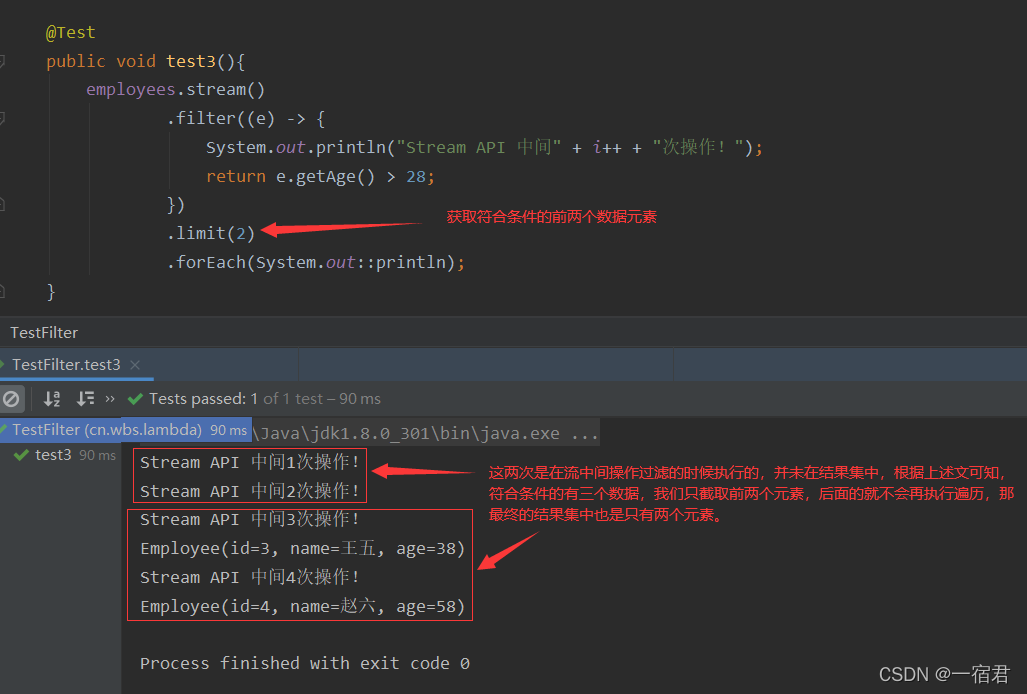 @Test
public void test3(){
employees.stream()
.filter((e) -> {
System.out.println("Stream API 中间" + i++ + "次操作！");
return e.getAge() > 28;
})
.limit(2)
获取符合条件的前两个数据元素
.forEach(System.out::println);
}
TestFilter
TestFilter.test3 ×
» Tests passed: 1 of 1 test – 90 ms
TestFilter (cn.wbs.lambda) 90 ms \Java\jdk1.8.0_301\bin\java.exe ...
test3 90 ms
Stream API 中间1次操作！
Stream API 中间2次操作！
这两次是在流中间操作过滤的时候执行的，并未在结果集中，根据上述文可知，
符合条件的有三个数据，我们只截取前两个元素，后面的就不会再执行遍历，那
最终的结果集中也是只有两个元素。
Stream API 中间3次操作！
Employee(id=3, name=王五, age=38)
Stream API 中间4次操作！
Employee(id=4, name=赵六, age=58)
Process finished with exit code 0
CSDN @一宿君